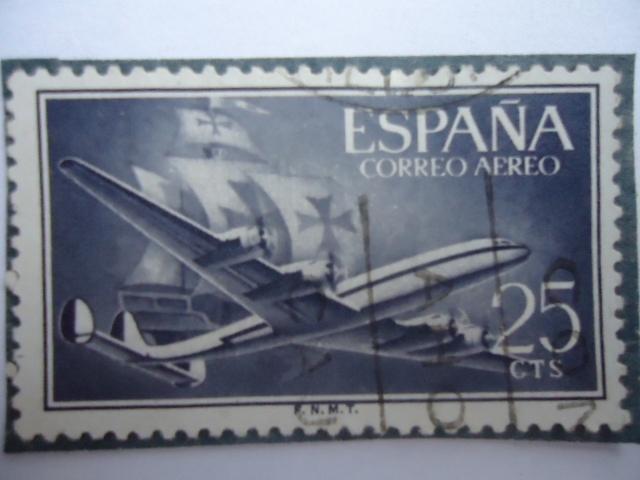 ESPAÑA
CORREO AEREO
25
CTS
F. N. M. T.